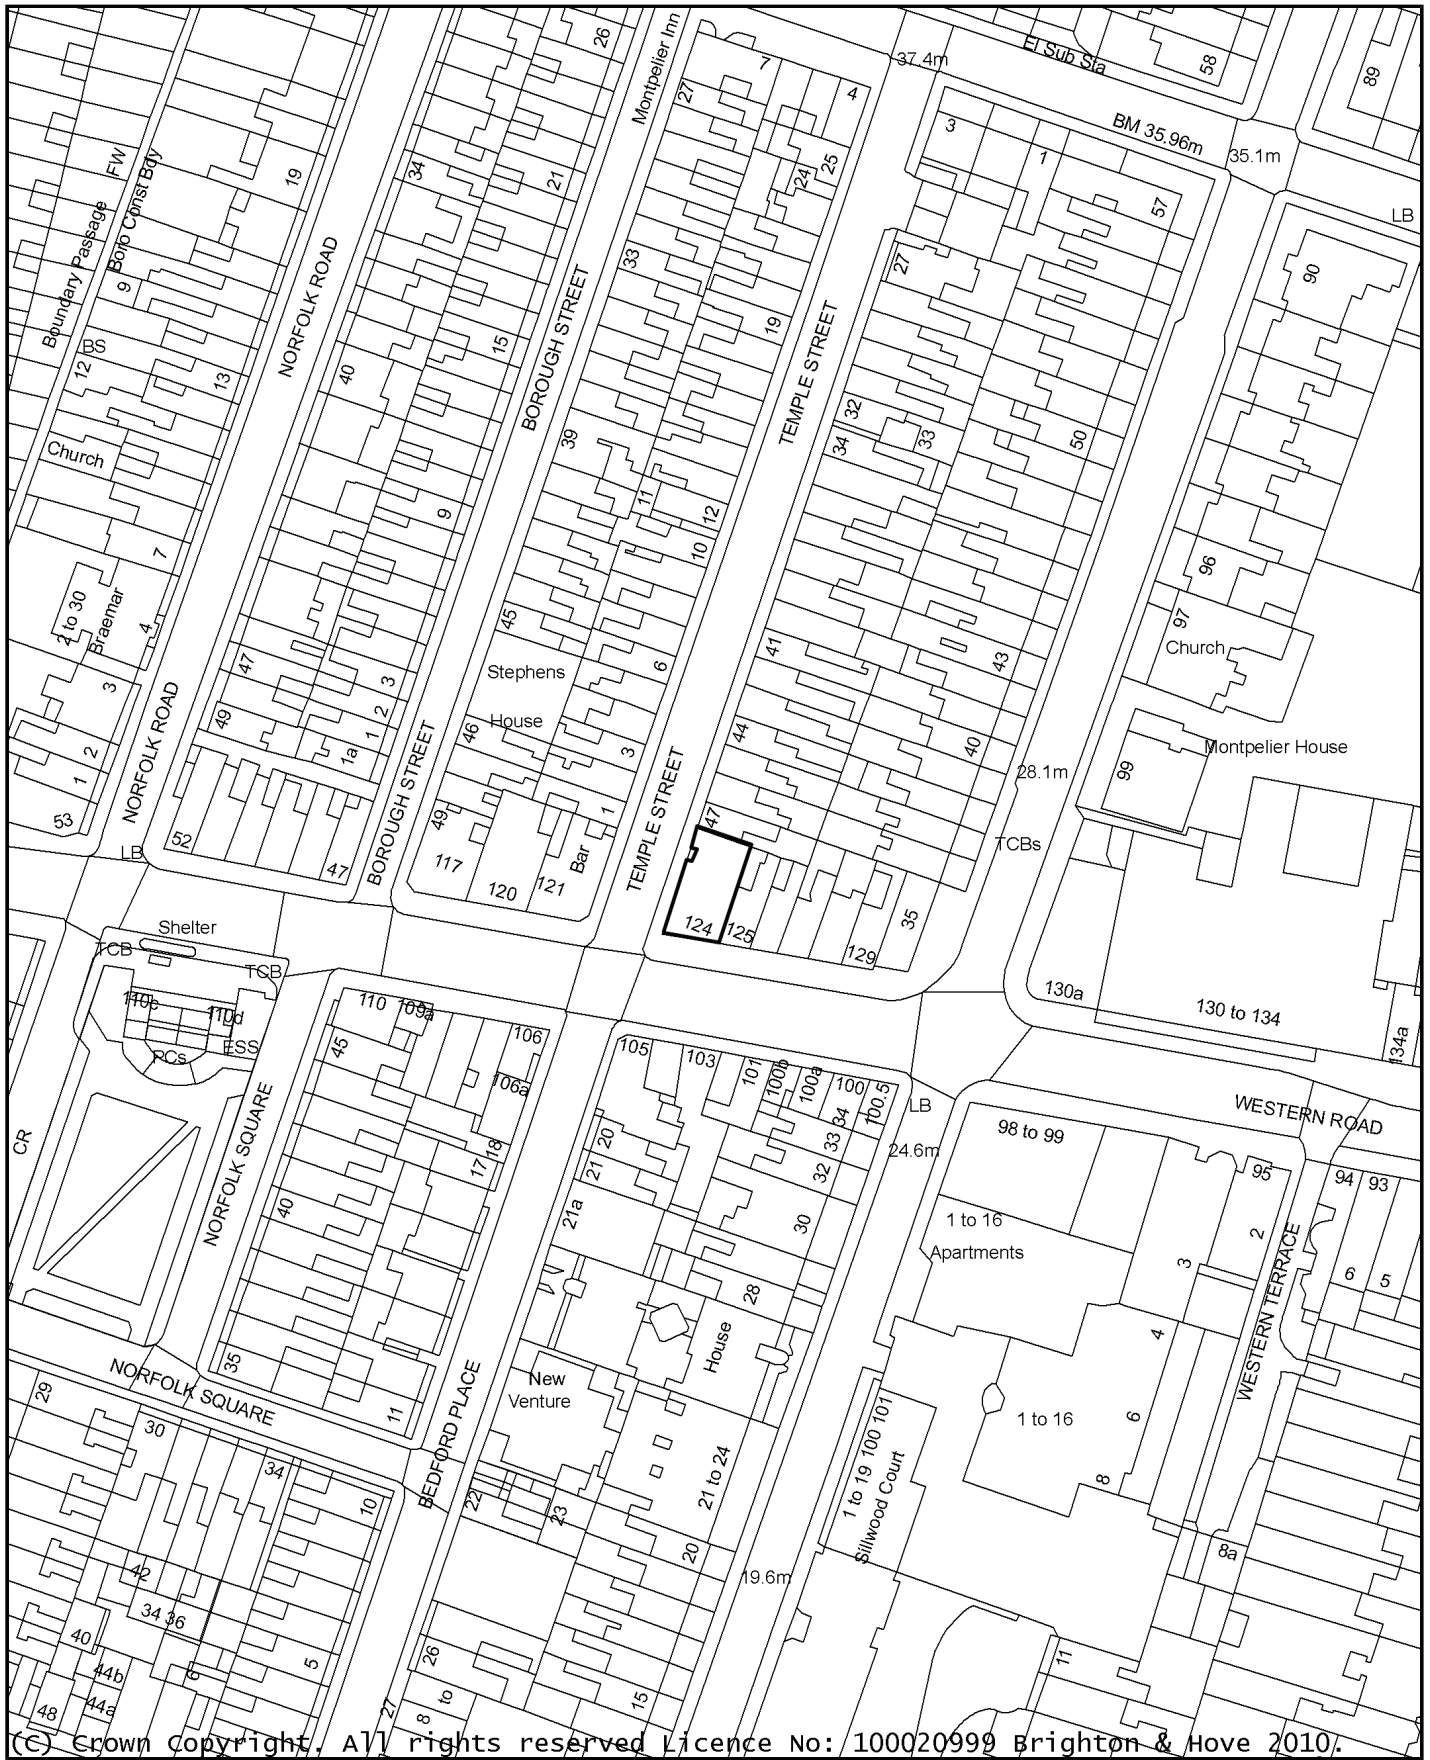 26
Montpelier Inn
7
4
27
37.4m
El Sub Sta
58
89
3
BM 35.96m
35.1m
1
57
LB
FW
Boro Const Bdy
Boundary Passage
19
34
21
24
25
33
27
90
9
BS
12
13
NORFOLK ROAD
40
15
BOROUGH STREET
19
TEMPLE STREET
32
34
33
50
39
Church
9
11
12
10
7
96
97
Church
2 to 30
Braemar
4
45
Stephens
House
6
41
43
47
3
2
1
1a
49
46
3
44
40
Montpelier House
99
28.1m
3
2
1
53
NORFOLK ROAD
LB
52
47
BOROUGH STREET
49
117
120
121
Bar
1
TEMPLE STREET
47
124
125
129
35
TCBs
Shelter
TCB
TCB
110c
110d
PCs
ESS
110
109a
106
106a
45
105
103
101
100b
100a
100
100.5
34
33
32
LB
24.6m
130a
130 to 134
134a
WESTERN ROAD
98 to 99
95
94
93
CR
NORFOLK SQUARE
40
17
18
20
21
21a
30
28
House
1 to 16
Apartments
3
2
4
6
5
WESTERN TERRACE
35
11
NORFOLK SQUARE
29
30
34
10
BEDFORD PLACE
New
Venture
22
23
21 to 24
20
1 to 19 100 101
Sillwood Court
1 to 16
6
8
8a
19.6m
42
34 36
40
44b
44a
48
6
5
26
27
8 to
15
11
(C) Crown Copyright. All rights reserved Licence No: 100020999 Brighton & Hove 2010.